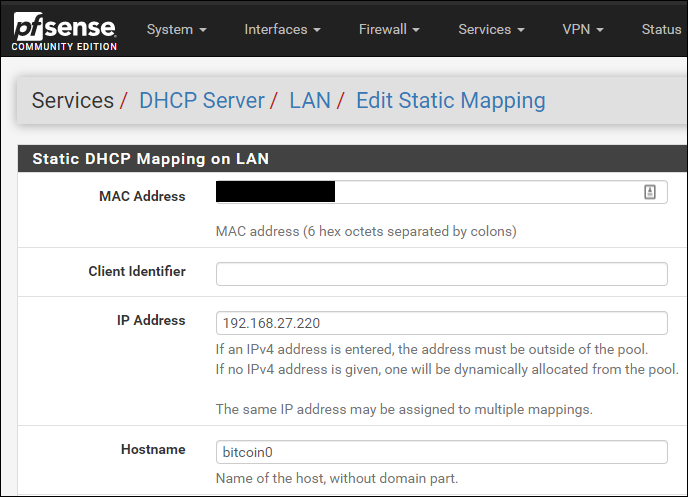 pfsense
COMMUNITY EDITION
System Interfaces Firewall Services VPN Status
Services / DHCP Server / LAN / Edit Static Mapping
Static DHCP Mapping on LAN
MAC Address
MAC address (6 hex octets separated by colons)
Client Identifier
IP Address 192.168.27.220
If an IPv4 address is entered, the address must be outside of the pool.
If no IPv4 address is given, one will be dynamically allocated from the pool.
The same IP address may be assigned to multiple mappings.
Hostname bitcoin0
Name of the host, without domain part.